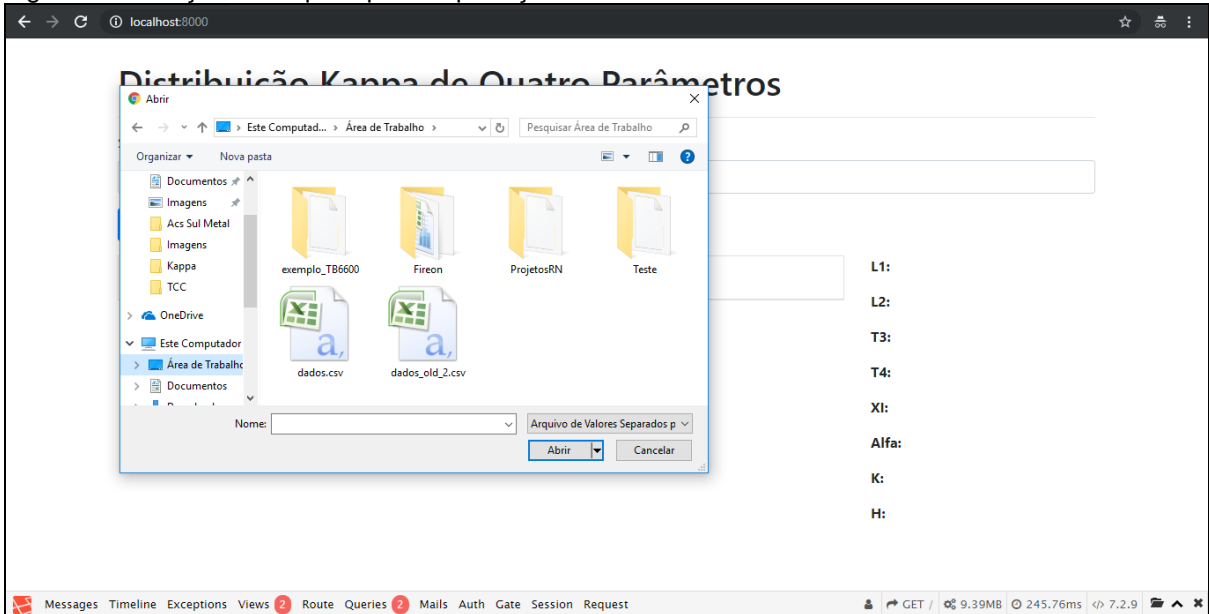 localhost:8000
Distribuição Kappa de Quatro Parâmetros
Abrir
Este Computad... > Área de Trabalho >
Pesquisar Área de Trabalho
Organizar
Nova pasta
Documentos
Imagens
Acs Sul Metal
Imagens
Kappa
TCC
OneDrive
Este Computador
Área de Trabalho
Documentos
exemplo_TB6600
Fireon
ProjetosRN
Teste
dados.csv
dados_old_2.csv
Nome:
Arquivo de Valores Separados p
Abrir
Cancelar
L1:
L2:
T3:
T4:
XI:
Alfa:
K:
H:
Messages Timeline Exceptions Views 2 Route Queries 2 Mails Auth Gate Session Request
GET / 9.39MB 245.76ms 7.2.9